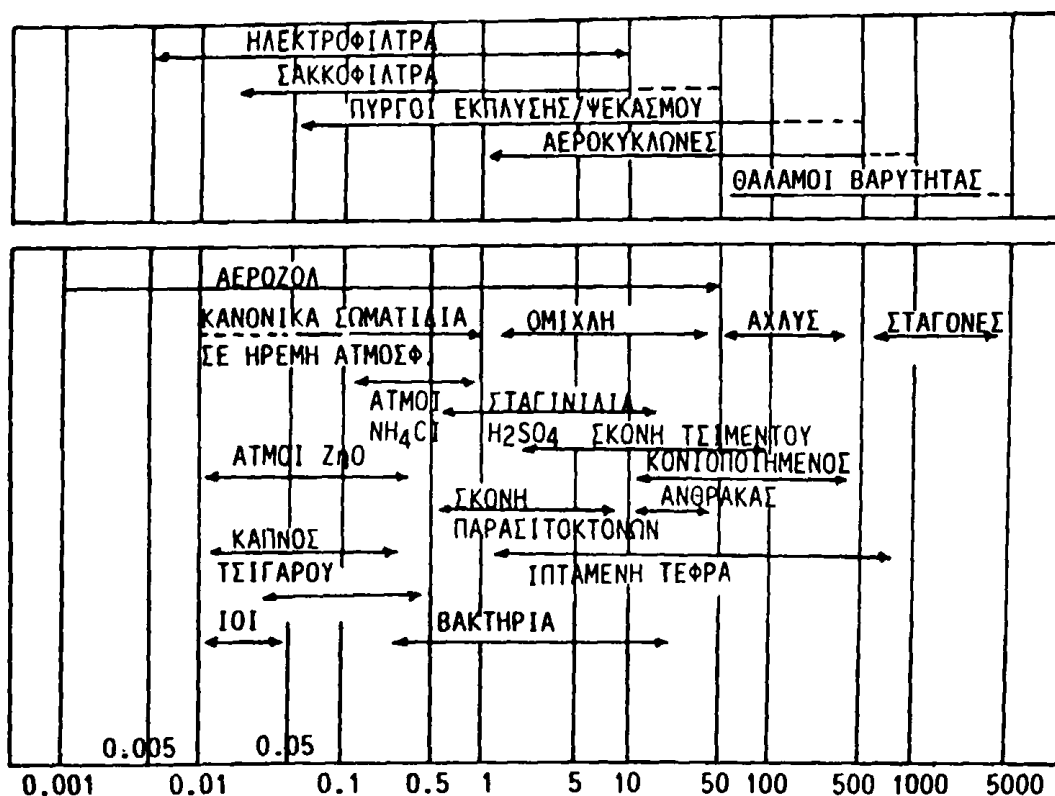 ΗΛΕΚΤΡΟΦΙΛΤΡΑ
ΣΑΚΚΟΦΙΛΤΡΑ
ΠΥΡΓΟΙ ΕΚΠΛΥΣΗΣ/ΨΕΚΑΣΜΟΥ
ΑΕΡΟΚΥΚΛΩΝΕΣ
ΘΑΛΑΜΟΙ ΒΑΡΥΤΗΤΑΣ
ΑΕΡΟΖΟΛ
ΚΑΝΟΝΙΚΑ ΣΩΜΑΤΙΔΙΑ
ΣΕ ΗΡΕΜΗ ΑΤΜΟΣΦ.
ΟΜΙΧΛΗ
ΑΧΛΥΣ
ΣΤΑΓΟΝΕΣ
ΑΤΜΟΙ
NH4Cl
ΣΤΑΓΙΝΙΔΙΑ
H2SO4
ΣΚΟΝΗ ΤΣΙΜΕΝΤΟΥ
ΑΤΜΟΙ ZnO
ΚΟΝΙΟΠΟΙΗΜΕΝΟΣ
ΑΝΘΡΑΚΑΣ
ΣΚΟΝΗ
ΠΑΡΑΣΙΤΟΚΤΟΝΩΝ
ΚΑΠΝΟΣ
ΤΣΙΓΑΡΟΥ
ΙΠΤΑΜΕΝΗ ΤΕΦΡΑ
ΙΟΙ
ΒΑΚΤΗΡΙΑ
0.005 0.05
0.001 0.01 0.1 0.5 1 5 10 50 100 500 1000 5000